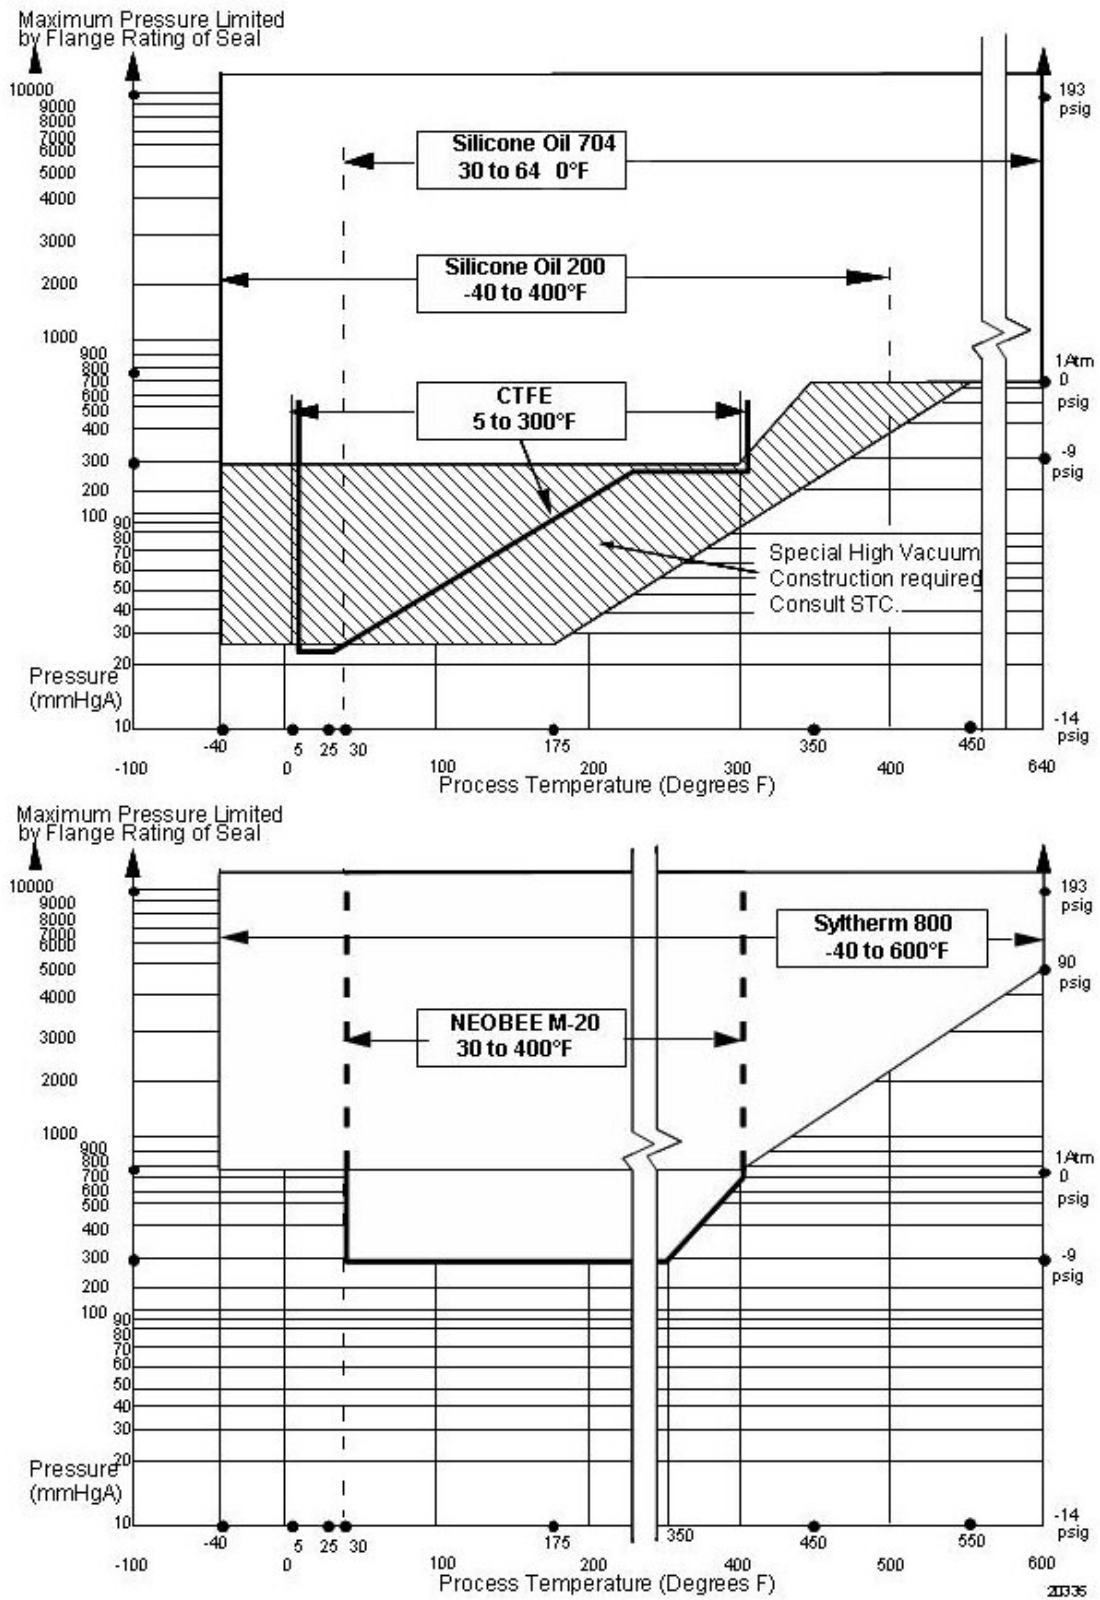 Maximum Pressure Limited
by Flange Rating of Seal
10000
9000
8000
7000
6000
5000
4000
3000
2000
1000
900
800
700
600
500
400
300
200
100
90
80
70
60
50
40
30
20
10
Pressure
(mmHgA)
193
psig
1Atm
0
psig
-9
psig
-14
psig
Silicone Oil 704
30 to 64 0°F
Silicone Oil 200
-40 to 400°F
CTFE
5 to 300°F
Special High Vacuum
Construction required
Consult STC.
-40
5
25
30
175
350
450
-100
0
100
200
300
400
640
Process Temperature (Degrees F)
Maximum Pressure Limited
by Flange Rating of Seal
10000
9000
8000
7000
6000
5000
4000
3000
2000
1000
900
800
700
600
500
400
300
200
100
90
80
70
60
50
40
30
20
10
Pressure
(mmHgA)
193
psig
90
psig
1Atm
0
psig
-9
psig
-14
psig
Syltherm 800
-40 to 600°F
NEOBEE M-20
30 to 400°F
-40
5
25
30
175
350
450
550
-100
0
100
200
400
500
600
Process Temperature (Degrees F)
20335